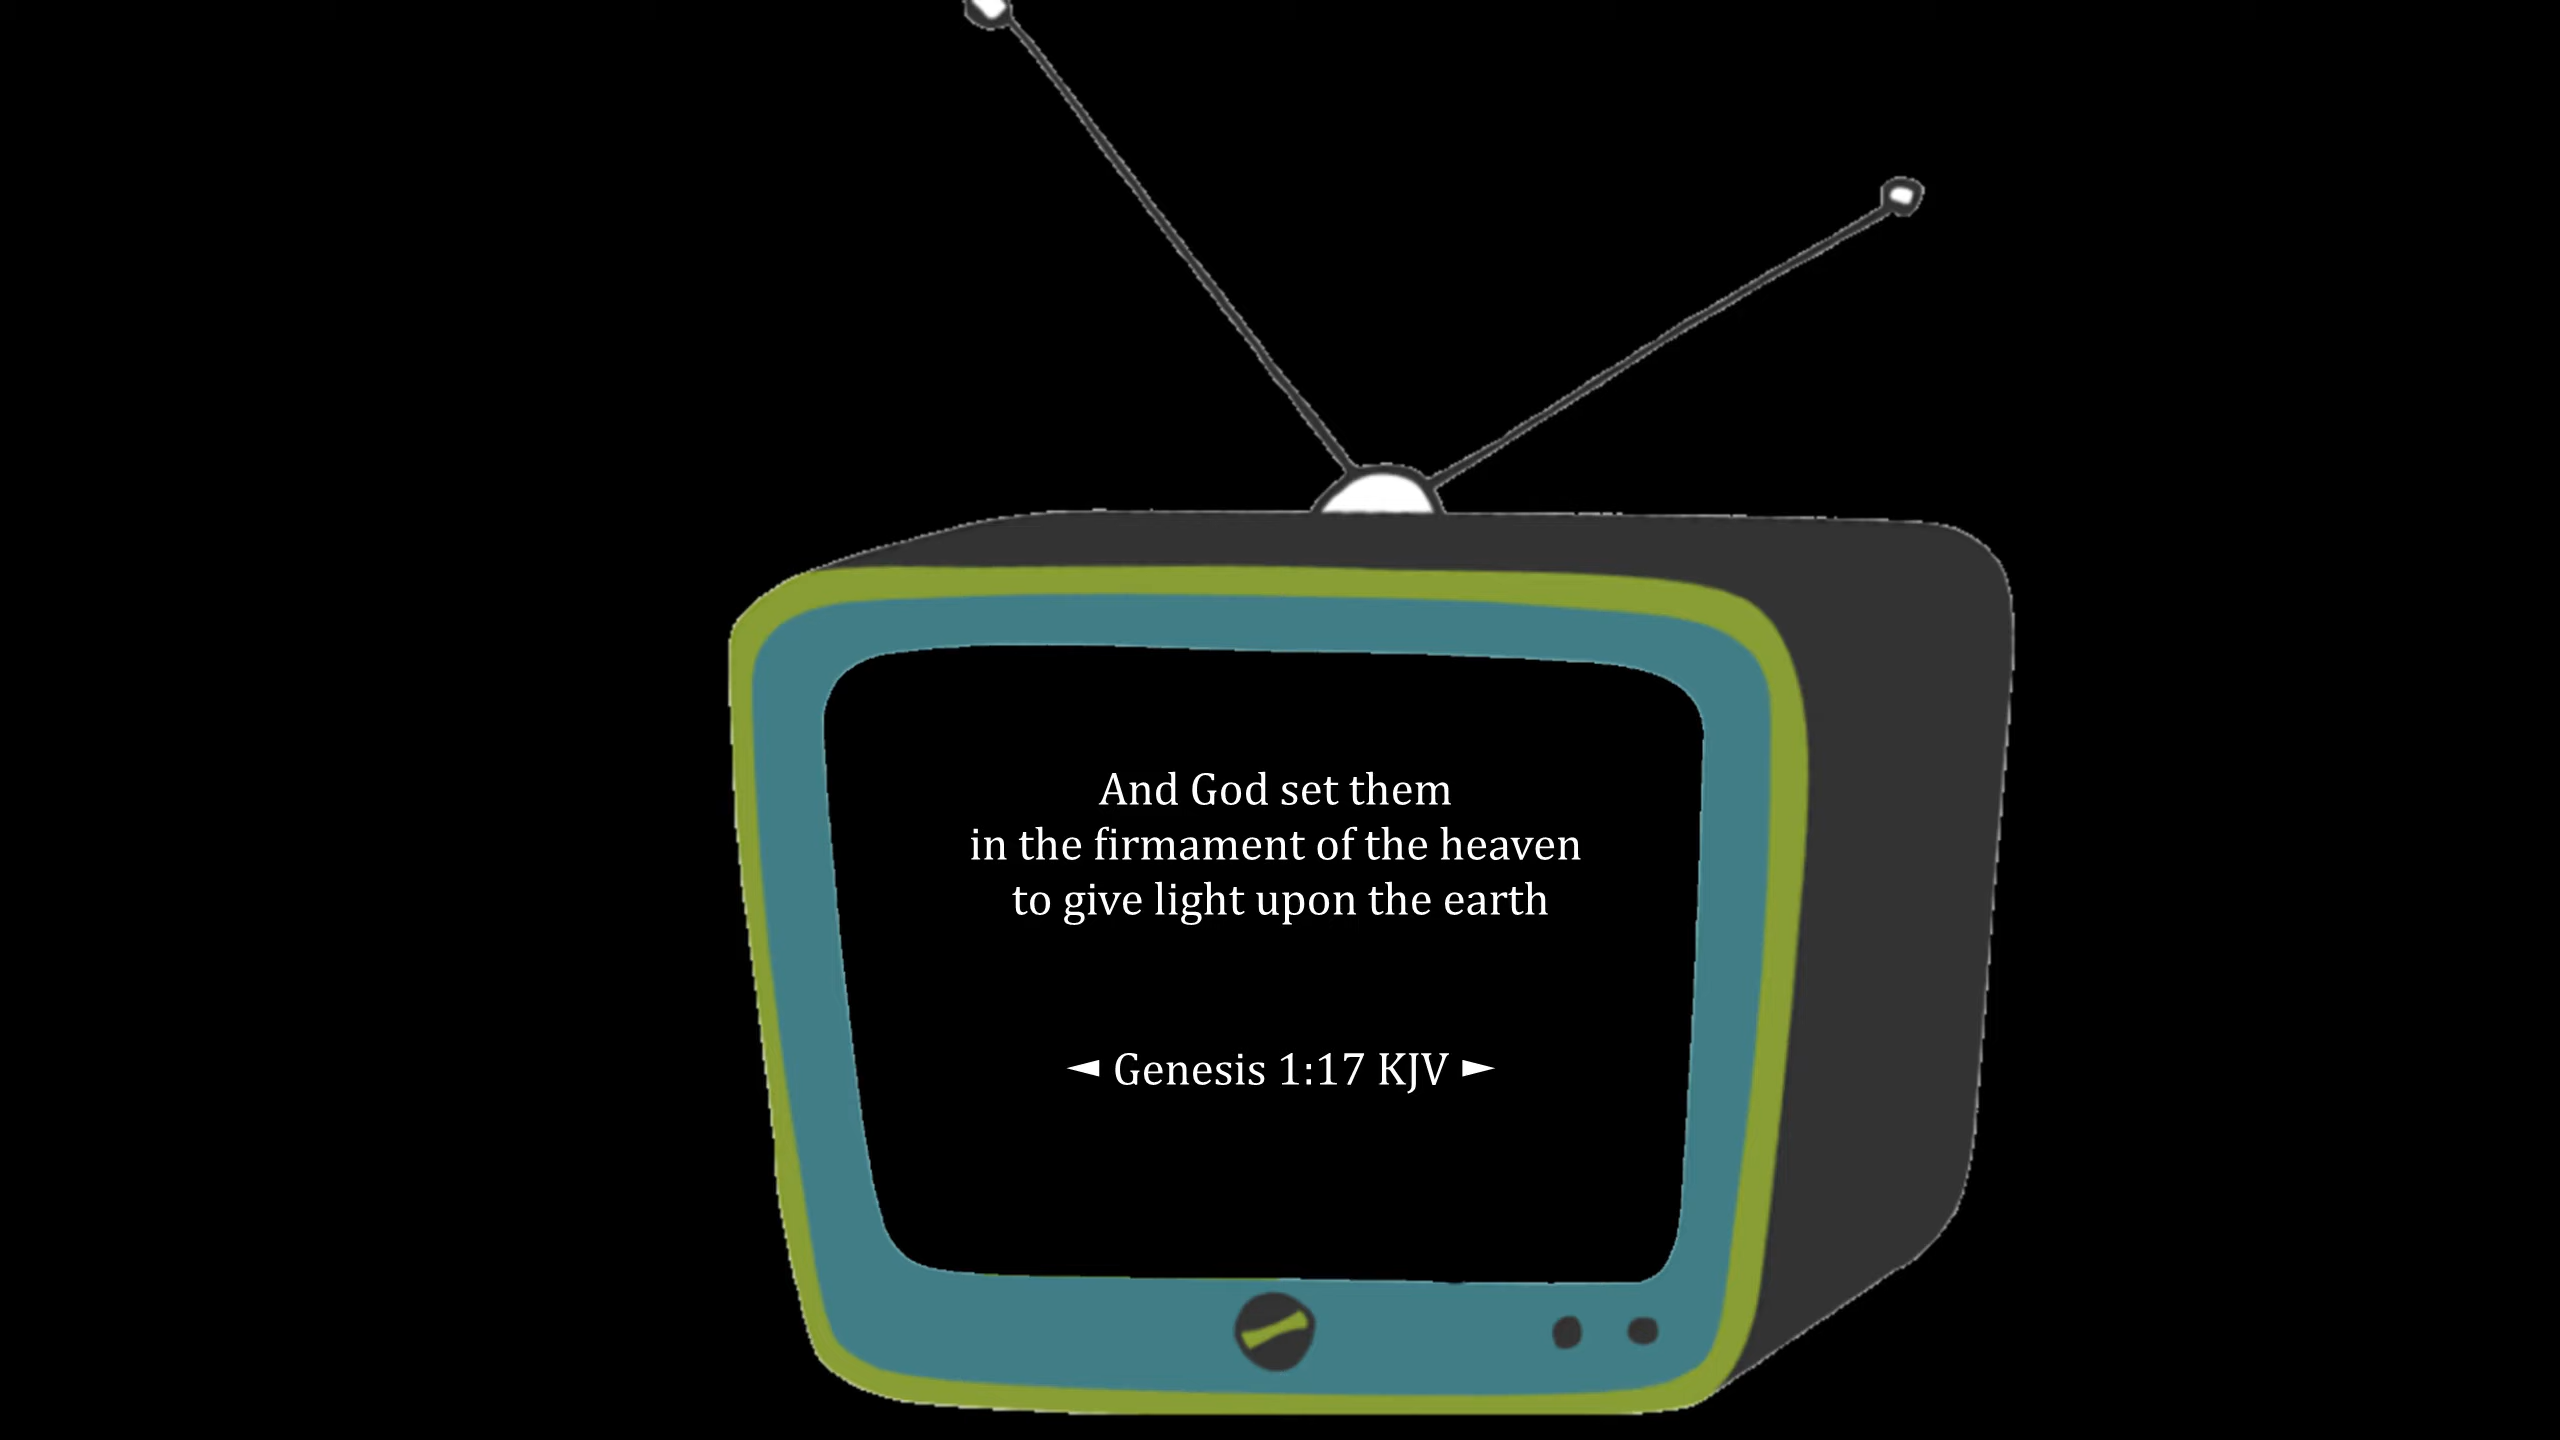 And God set them
in the firmament of the heaven
to give light upon the earth
◄ Genesis 1:17 KJV ►